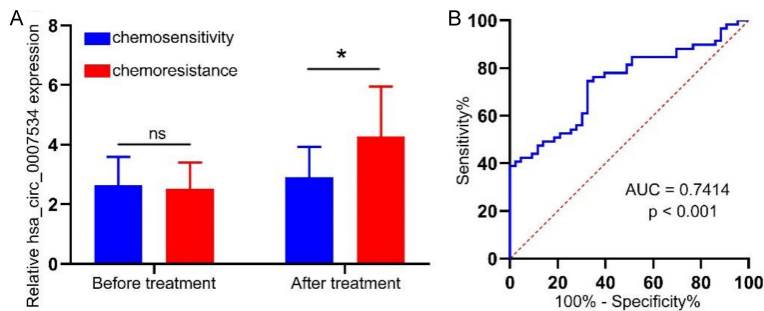 A
Relative hsa_circ_0007534 expression
8
6
4
2
0
chemosensitivity
chemoresistance
ns
*
Before treatment
After treatment
B
Sensitivity%
100%
80%
60%
40%
20
0
AUC = 0.7414
p < 0.001
0 20 40 60 80 100
100% - Specificity%